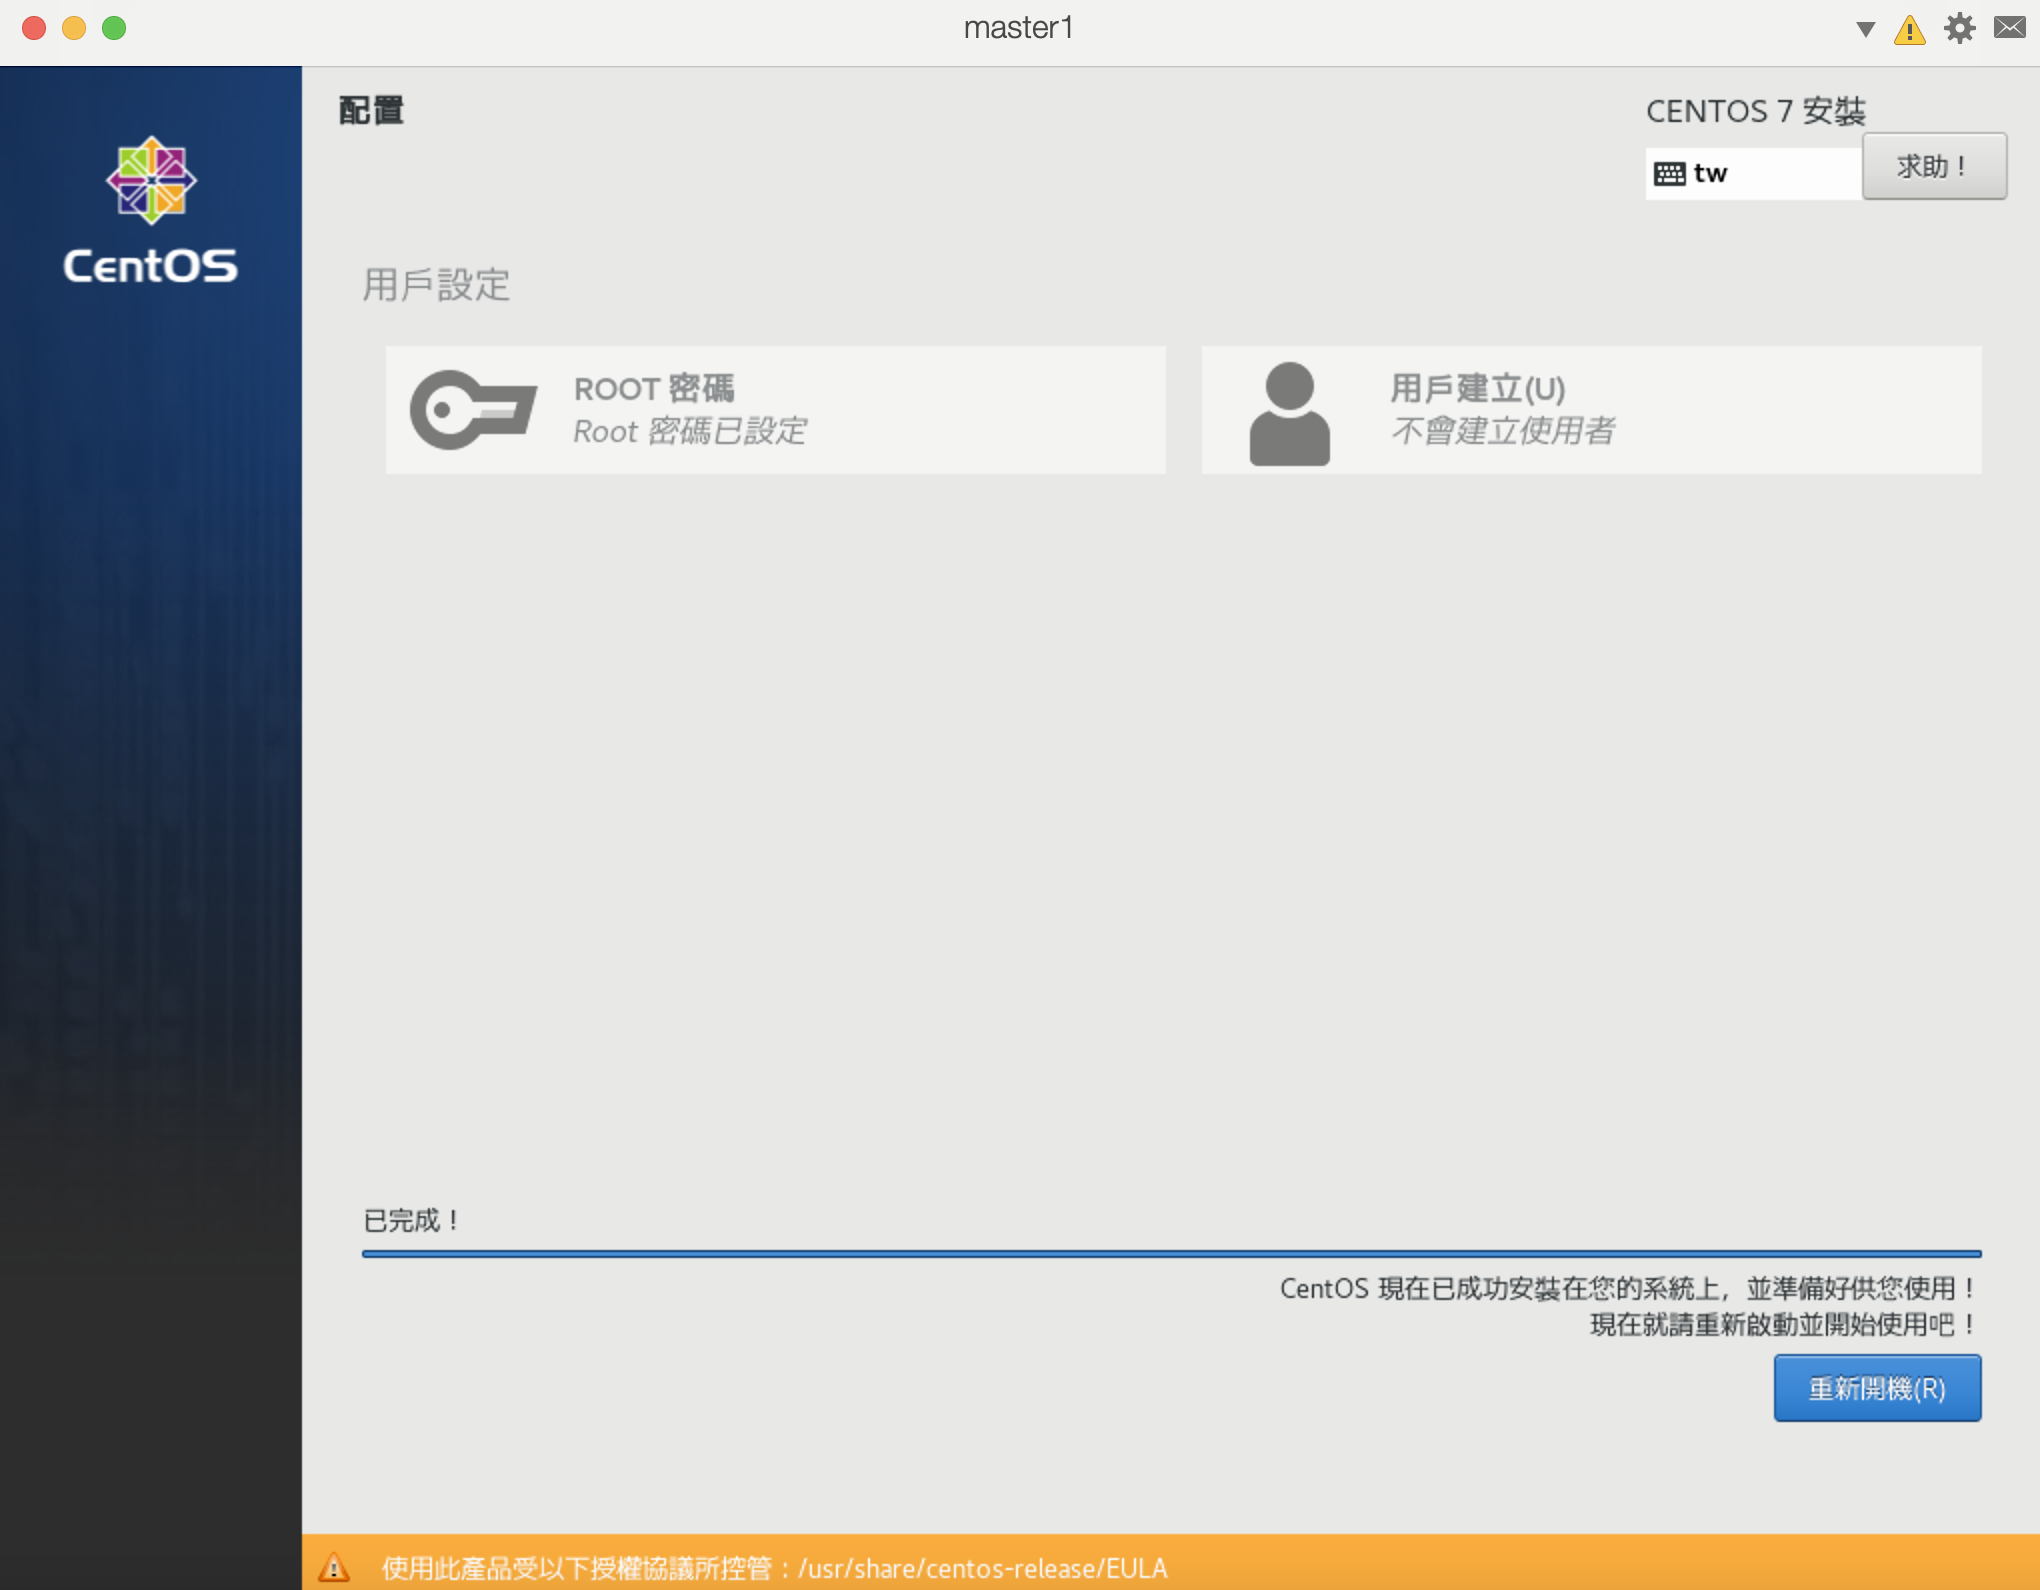 master1
CentOS
配置
CENTOS 7 安裝
tw
求助！
用戶設定
ROOT 密碼
Root 密碼已設定
用戶建立(U)
不會建立使用者
已完成！
CentOS 現在已成功安裝在您的系統上，並準備好供您使用！
現在就請重新啟動並開始使用吧！
重新開機(R)
使用此產品受以下授權協議所控管：/usr/share/centos-release/EULA